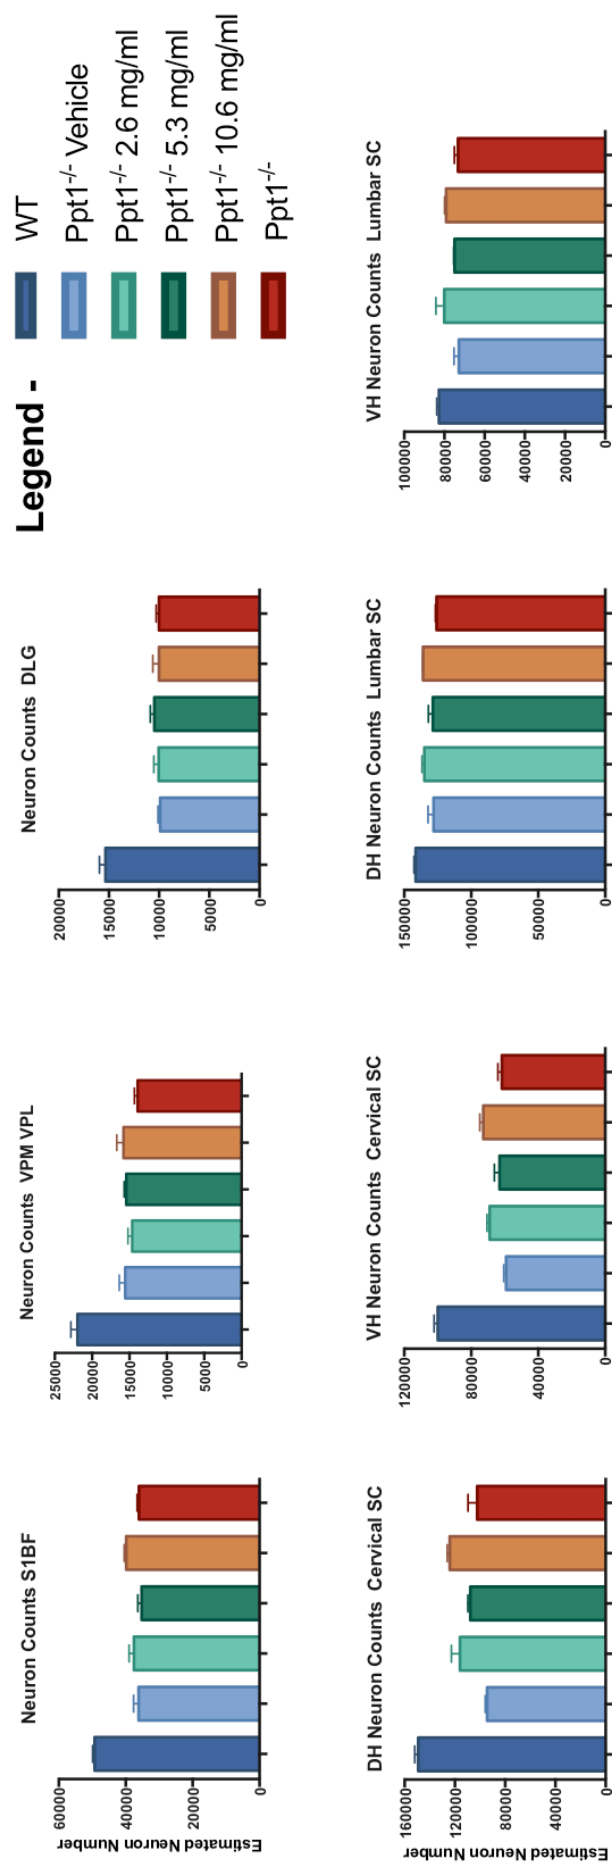 Neuron Counts S1BF
Estimated Neuron Number
60000
40000
20000
0
Neuron Counts VPM VPL
25000
20000
15000
10000
5000
0
Neuron Counts DLG
20000
15000
10000
5000
0
Legend -
WT
Ppt1-/- Vehicle
Ppt1-/- 2.6 mg/ml
Ppt1-/- 5.3 mg/ml
Ppt1-/- 10.6 mg/ml
Ppt1-/-
DH Neuron Counts Cervical SC
Estimated Neuron Number
160000
120000
80000
40000
0
VH Neuron Counts Cervical SC
120000
80000
40000
0
DH Neuron Counts Lumbar SC
150000
100000
50000
0
VH Neuron Counts Lumbar SC
100000
80000
60000
40000
20000
0